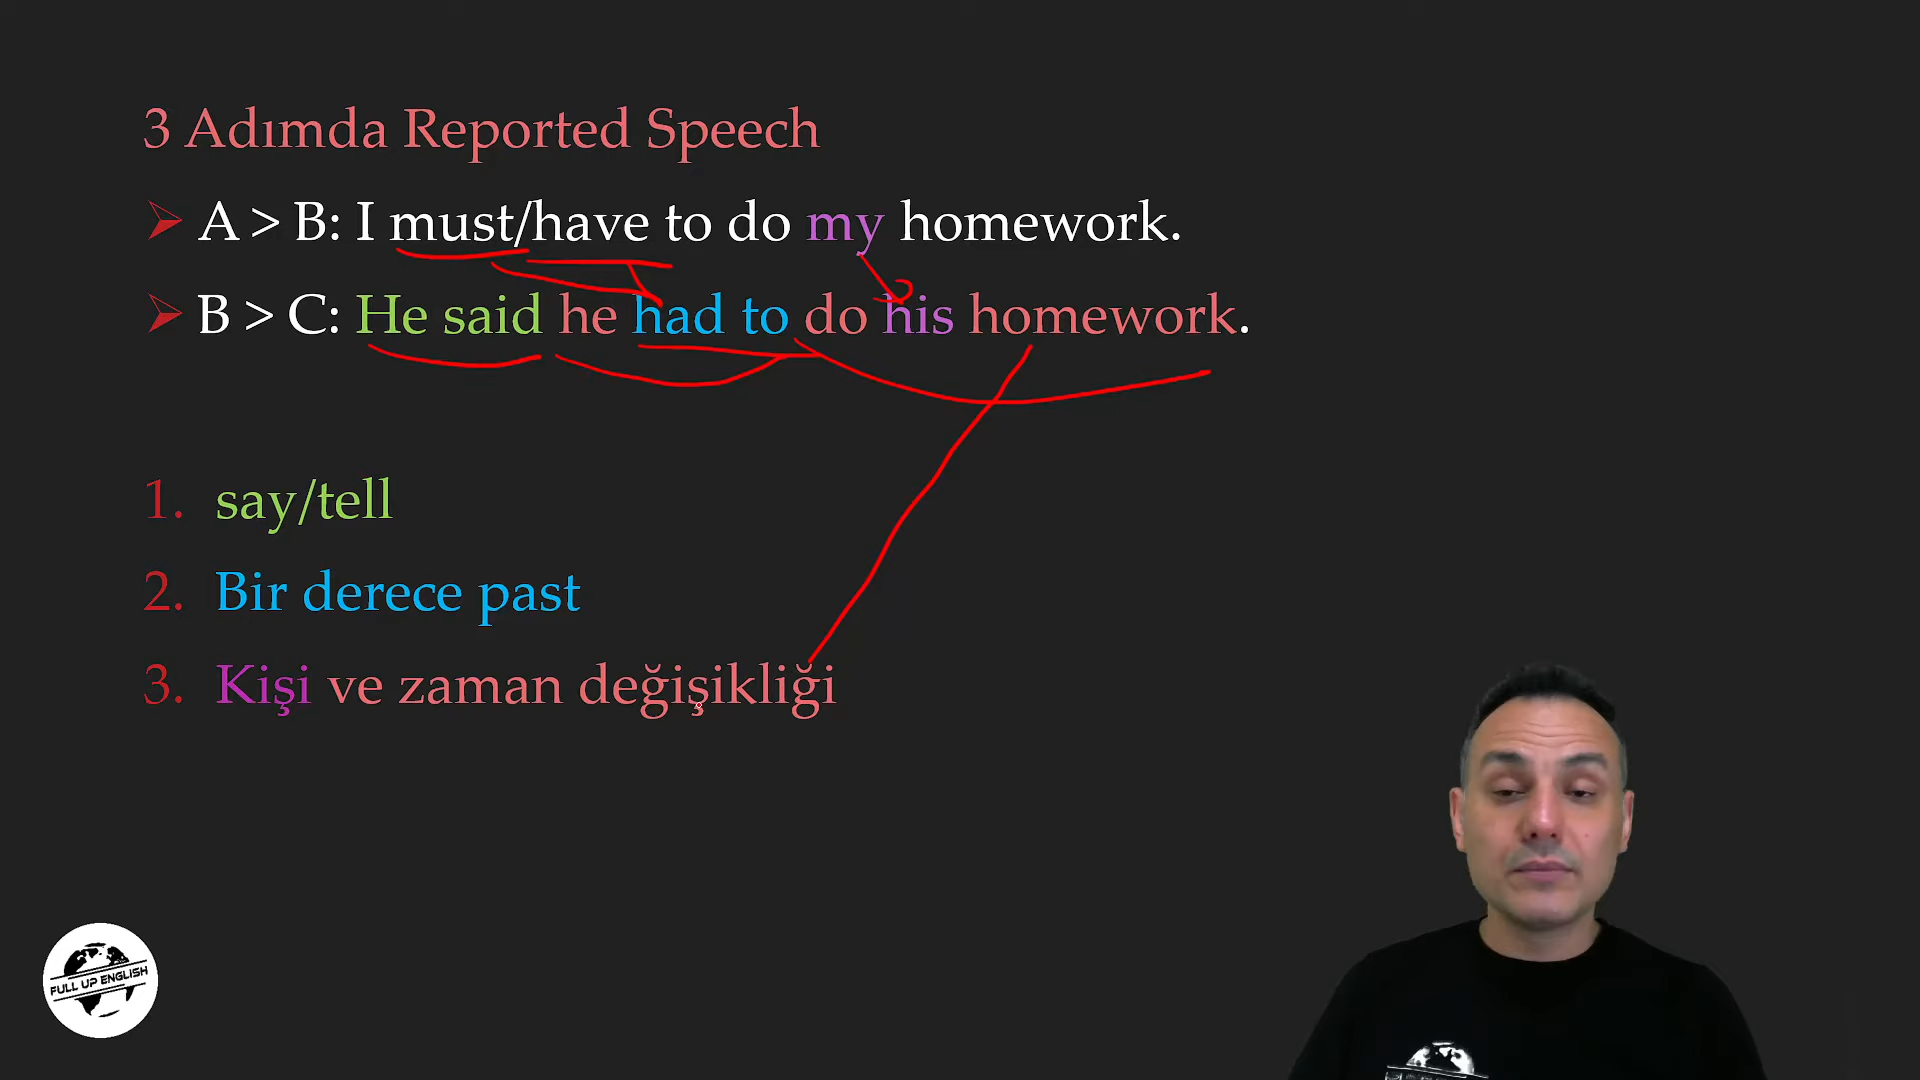 3 Adımda Reported Speech
A > B: I must/have to do my homework.
B > C: He said he had to do his homework.
1. say/tell
2. Bir derece past
3. Kişi ve zaman değişikliği
FULL UP ENGLISH